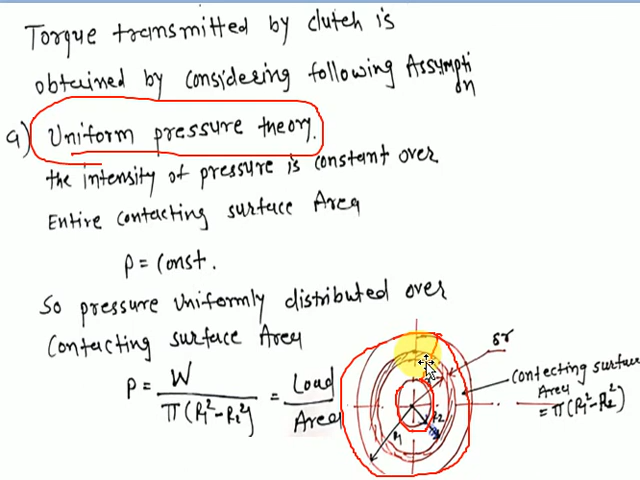 Torque transmitted by clutch is
obtained by considering following Assumpti
on
a) Uniform pressure theory.
the intensity of pressure is constant over
Entire contacting surface Area
P = Const.
So pressure uniformly distributed over
Contacting surface Area
P = W / π(R₁² - R₂²) = Load / Area
δr
Contecting surface
Area
= π(R₁² - R₂²)
R₁
R₂